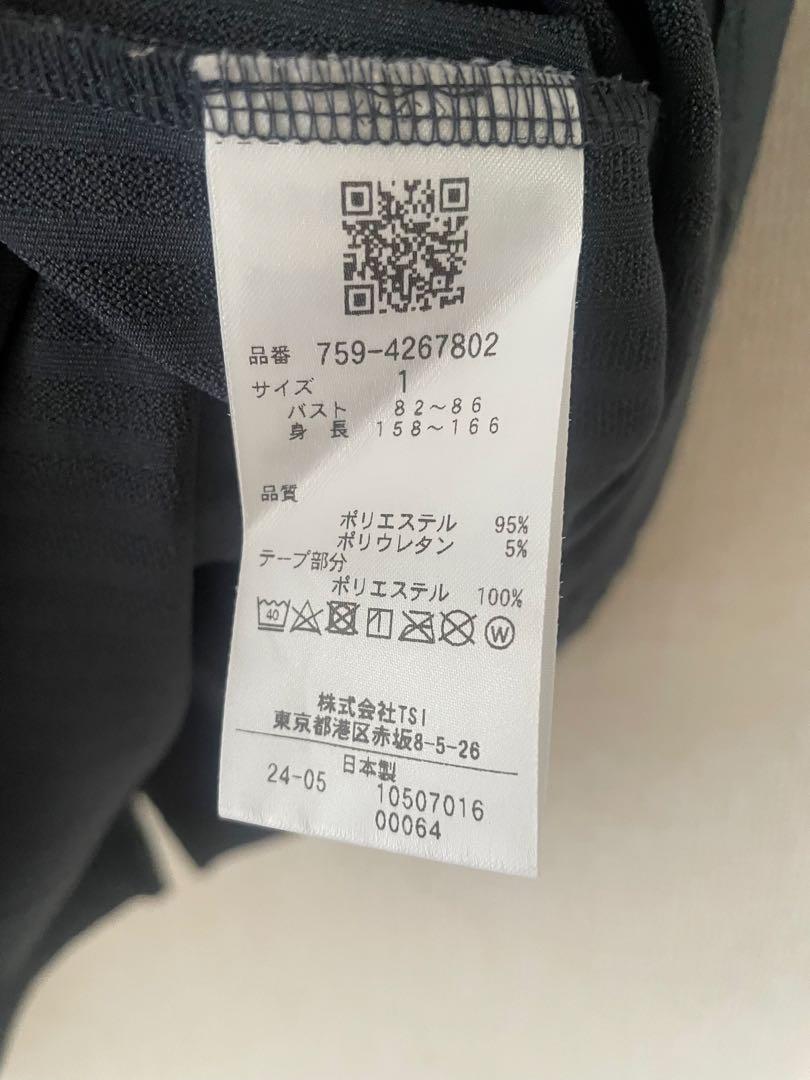 品番 759-4267802
サイズ 1
バスト 82～86
身長 158～166
品質
ポリエステル 95%
ポリウレタン 5%
テープ部分
ポリエステル 100%
40
W
株式会社TSI
東京都港区赤坂8-5-26
日本製
24-05 10507016
00064